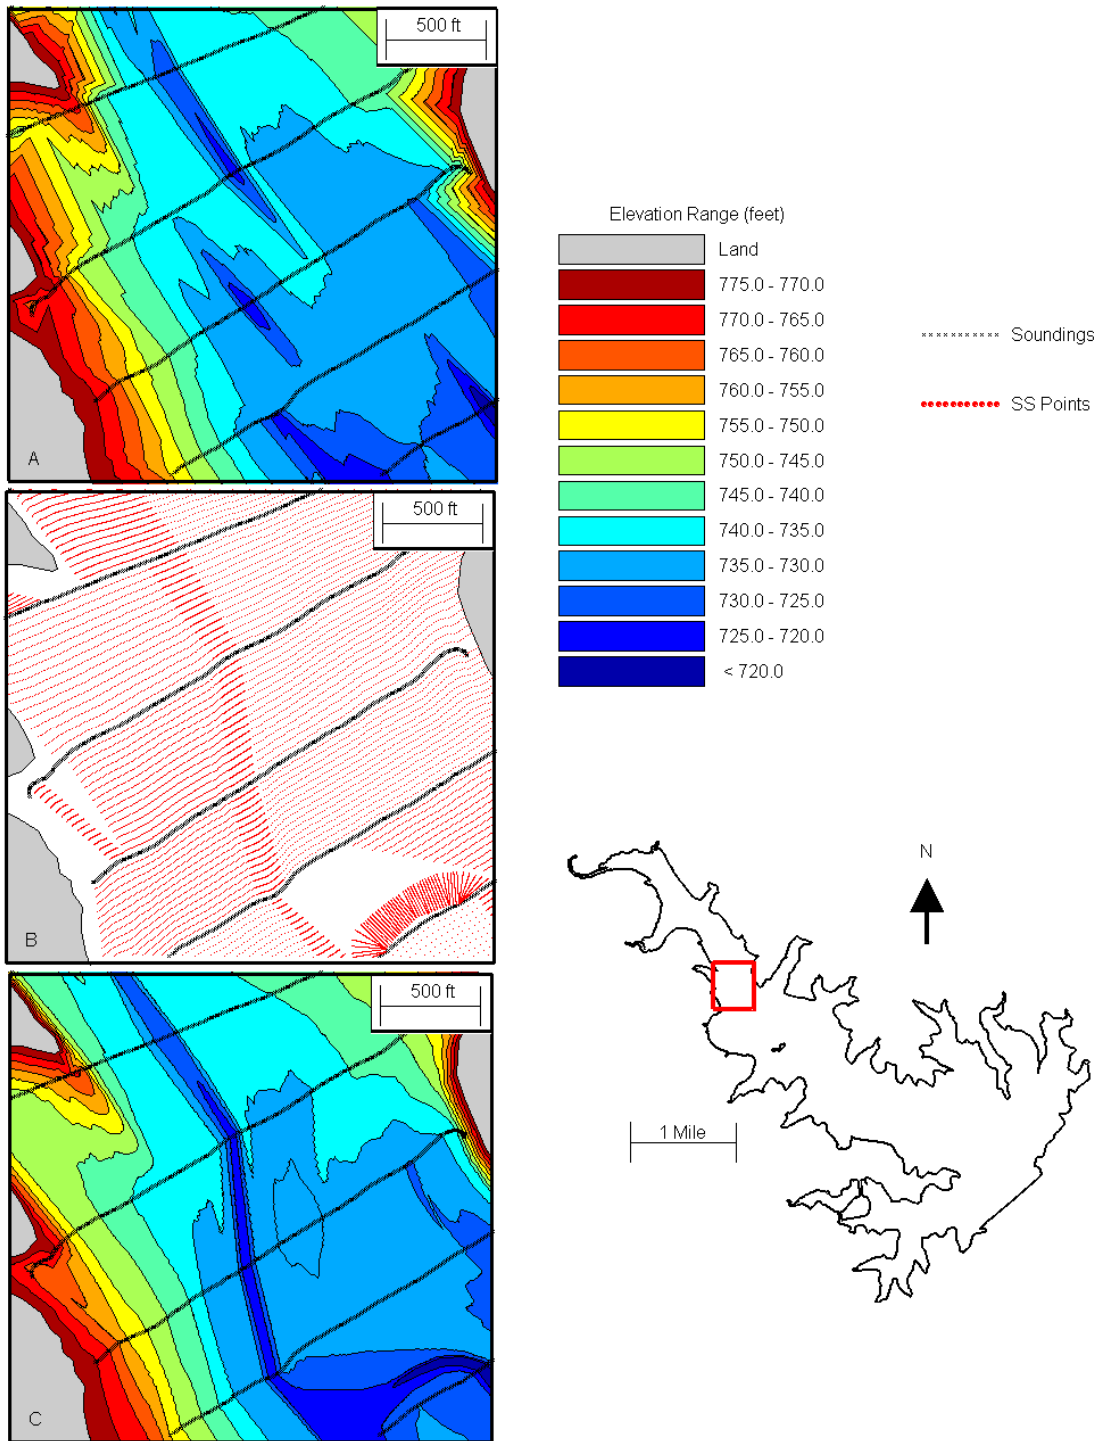 500 ft
A
500 ft
B
500 ft
C
Elevation Range (feet)
Land
775.0 - 770.0
770.0 - 765.0
765.0 - 760.0
760.0 - 755.0
755.0 - 750.0
750.0 - 745.0
745.0 - 740.0
740.0 - 735.0
735.0 - 730.0
730.0 - 725.0
725.0 - 720.0
< 720.0
Soundings
SS Points
N
1 Mile